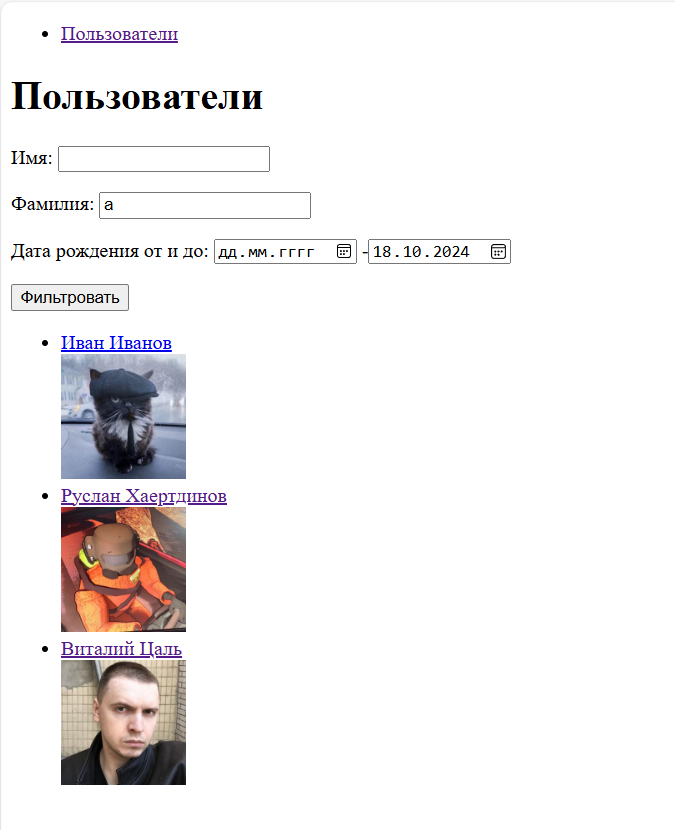 Пользователи
Пользователи
Имя:
Фамилия: а
Дата рождения от и до: дд.мм.гггг - 18.10.2024
Фильтровать
Иван Иванов
Руслан Хаертдинов
Виталий Цаль